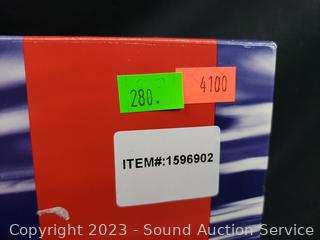 280.
4100
ITEM#:1596902
Copyright 2023 - Sound Auction Service